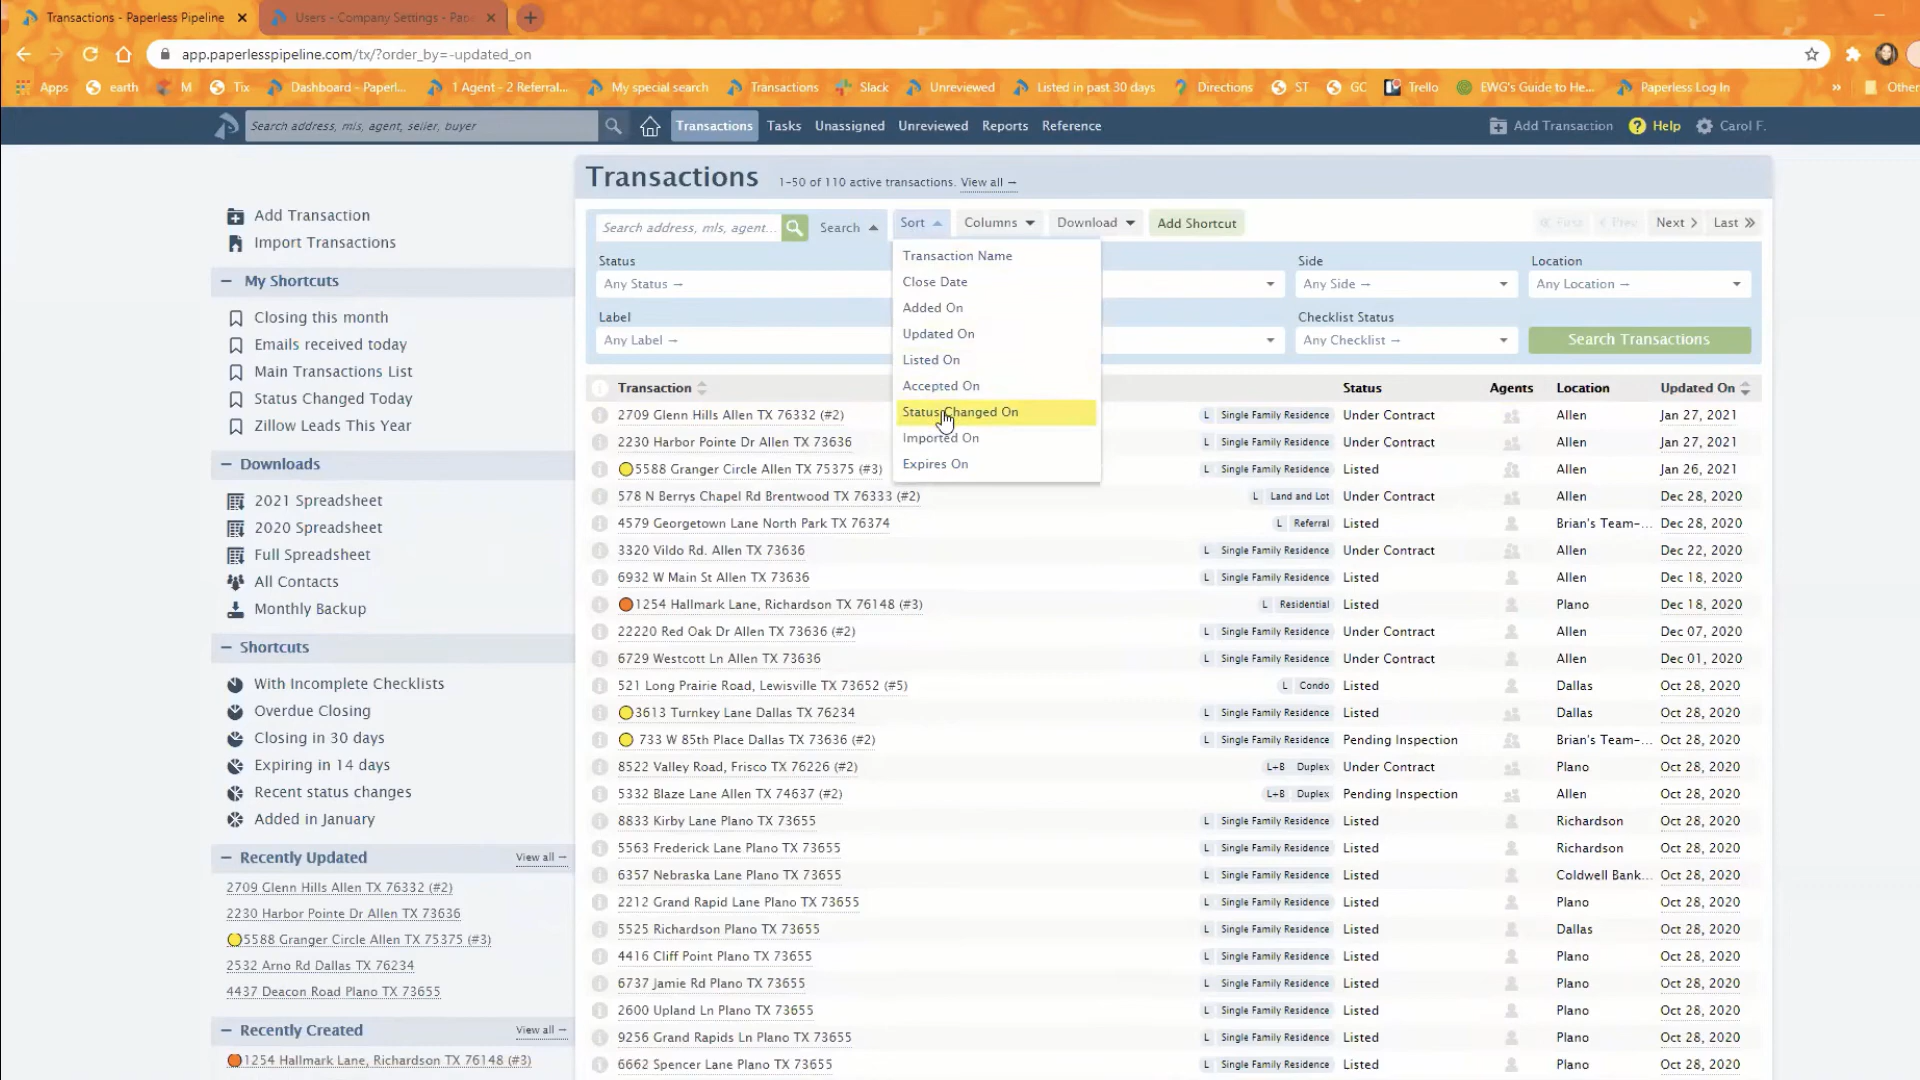 Transactions - Paperless Pipeline
Users - Company Settings - Pap
app.paperlesspipeline.com/tx/?order_by=-updated_on
Apps earth M Tix Dashboard - Paperl... 1 Agent - 2 Referral... My special search Transactions Slack Unreviewed Listed in past 30 days Directions ST GC Trello EWG's Guide to He... Paperless Log In » Other
Search address, mls, agent, seller, buyer
Transactions Tasks Unassigned Unreviewed Reports Reference Add Transaction Help Carol F.
Add Transaction
Import Transactions
My Shortcuts
Closing this month
Emails received today
Main Transactions List
Status Changed Today
Zillow Leads This Year
Downloads
2021 Spreadsheet
2020 Spreadsheet
Full Spreadsheet
All Contacts
Monthly Backup
Shortcuts
With Incomplete Checklists
Overdue Closing
Closing in 30 days
Expiring in 14 days
Recent status changes
Added in January
Recently Updated View all →
2709 Glenn Hills Allen TX 76332 (#2)
2230 Harbor Pointe Dr Allen TX 73636
5588 Granger Circle Allen TX 75375 (#3)
2532 Arno Rd Dallas TX 76234
4437 Deacon Road Plano TX 73655
Recently Created View all →
1254 Hallmark Lane, Richardson TX 76148 (#3)
Transactions 1-50 of 110 active transactions. View all →
Search address, mls, agent... Search Sort Columns Download Add Shortcut « First < Prev Next > Last »
Transaction Name
Close Date
Added On
Updated On
Listed On
Accepted On
Status Changed On
Imported On
Expires On
Status Side Location
Any Status → Any Side → Any Location →
Label Checklist Status
Any Label → Any Checklist → Search Transactions
Transaction Status Agents Location Updated On
2709 Glenn Hills Allen TX 76332 (#2) L Single Family Residence Under Contract Allen Jan 27, 2021
2230 Harbor Pointe Dr Allen TX 73636 L Single Family Residence Under Contract Allen Jan 27, 2021
5588 Granger Circle Allen TX 75375 (#3) L Single Family Residence Listed Allen Jan 26, 2021
578 N Berrys Chapel Rd Brentwood TX 76333 (#2) L Land and Lot Under Contract Allen Dec 28, 2020
4579 Georgetown Lane North Park TX 76374 L Referral Listed Brian's Team-... Dec 28, 2020
3320 Vildo Rd. Allen TX 73636 L Single Family Residence Under Contract Allen Dec 22, 2020
6932 W Main St Allen TX 73636 L Single Family Residence Listed Allen Dec 18, 2020
1254 Hallmark Lane, Richardson TX 76148 (#3) L Residential Listed Plano Dec 18, 2020
22220 Red Oak Dr Allen TX 73636 (#2) L Single Family Residence Under Contract Allen Dec 07, 2020
6729 Westcott Ln Allen TX 73636 L Single Family Residence Under Contract Allen Dec 01, 2020
521 Long Prairie Road, Lewisville TX 73652 (#5) L Condo Listed Dallas Oct 28, 2020
3613 Turnkey Lane Dallas TX 76234 L Single Family Residence Listed Dallas Oct 28, 2020
733 W 85th Place Dallas TX 73636 (#2) L Single Family Residence Pending Inspection Brian's Team-... Oct 28, 2020
8522 Valley Road, Frisco TX 76226 (#2) L+B Duplex Under Contract Plano Oct 28, 2020
5332 Blaze Lane Allen TX 74637 (#2) L+B Duplex Pending Inspection Allen Oct 28, 2020
8833 Kirby Lane Plano TX 73655 L Single Family Residence Listed Richardson Oct 28, 2020
5563 Frederick Lane Plano TX 73655 L Single Family Residence Listed Richardson Oct 28, 2020
6357 Nebraska Lane Plano TX 73655 L Single Family Residence Listed Coldwell Bank... Oct 28, 2020
2212 Grand Rapid Lane Plano TX 73655 L Single Family Residence Listed Plano Oct 28, 2020
5525 Richardson Plano TX 73655 L Single Family Residence Listed Dallas Oct 28, 2020
4416 Cliff Point Plano TX 73655 L Single Family Residence Listed Plano Oct 28, 2020
6737 Jamie Rd Plano TX 73655 L Single Family Residence Listed Plano Oct 28, 2020
2600 Upland Ln Plano TX 73655 L Single Family Residence Listed Plano Oct 28, 2020
9256 Grand Rapids Ln Plano TX 73655 L Single Family Residence Listed Plano Oct 28, 2020
6662 Spencer Lane Plano TX 73655 L Single Family Residence Listed Plano Oct 28, 2020